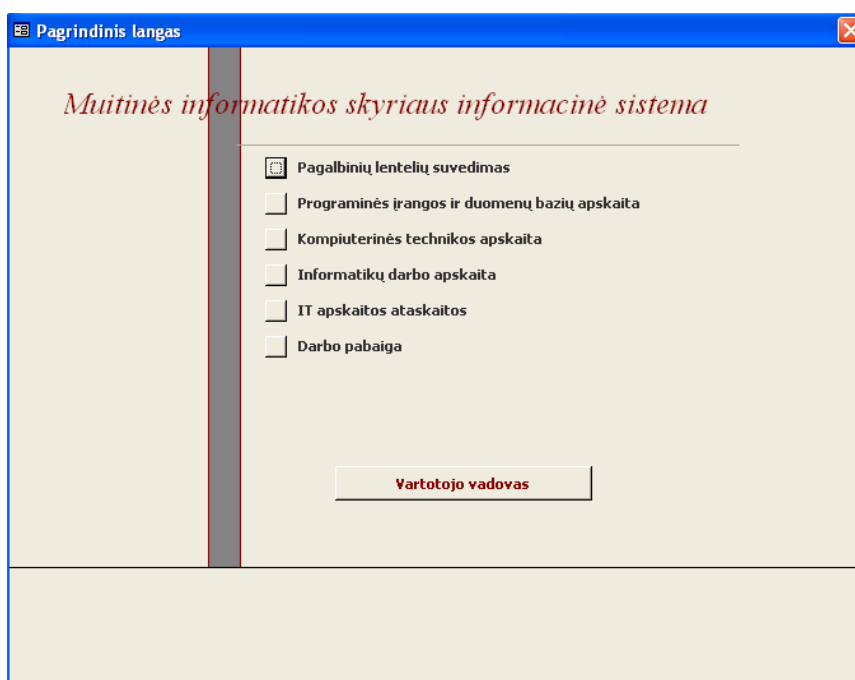 Pagrindinis langas
Muitinės informatikos skyriaus informacinė sistema
Pagalbinių lentelių suvedimas
Programinės įrangos ir duomenų bazių apskaita
Kompiuterinės technikos apskaita
Informatikų darbo apskaita
IT apskaitos ataskaitos
Darbo pabaiga
Vartotojo vadovas